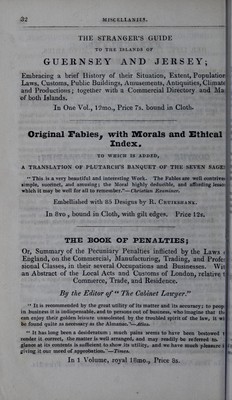 32 MISCELLANIES.
THE STRANGER'S GUIDE
TO THE ISLANDS OF
GUERNSEY AND JERSEY;
Embracing a brief History of their Situation, Extent, Population
Laws, Customs, Public Buildings, Amusements, Antiquities, Climate
and Productions; together with a Commercial Directory and Ma
of both Islands.
In One Vol., 12mo., Price 7s. bound in Cloth.
Original Fables, with Morals and Ethical
Index.
TO WHICH IS ADDED,
A TRANSLATION OF PLUTARCH'S BANQUET OF THE SEVEN SAGES
"This is a very beautiful and interesting Work. The Fables are well contrived
simple, succinct, and amusing; the Moral highly deducible, and affording lesson
which it may be well for all to remember."—Christian Examiner.
Embellished with 85 Designs by R. CRUIKSHANK.
In 8vo, bound in Cloth, with gilt edges. Price 12s.
THE BOOK OF PENALTIES;
Or, Summary of the Pecuniary Penalties inflicted by the Laws
England, on the Commercial, Manufacturing, Trading, and Profes
sional Classes, in their several Occupations and Businesses. Wit
an Abstract of the Local Acts and Customs of London, relative t
Commerce, Trade, and Residence.
By the Editor of "The Cabinet Lawyer."
"It is recommended by the great utility of its matter and its accuracy; to peop
in business it is indispensable, and to persons out of business, who imagine that the
can enjoy their golden leisure unmolested by the troubled spirit of the law, it wi
be found quite as necessary as the Almanac."—Atlas.
"It has long been a desideratum; much pains seems to have been bestowed t
render it correct, the matter is well arranged, and may readily be referred to.
glance at its contents is sufficient to show its utility, and we have much pleasure i
giving it our meed of approbation."—Times.
In 1 Volume, royal 18mo., Price 8s.